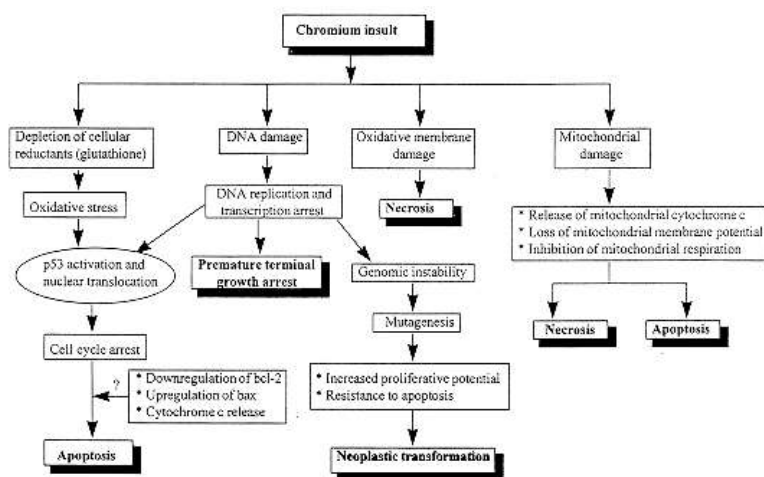 Chromium insult
Depletion of cellular
reductants (glutathione)
DNA damage
Oxidative membrane
damage
Mitochondrial
damage
Oxidative stress
DNA replication and
transcription arrest
Necrosis
* Release of mitochondrial cytochrome c
* Loss of mitochondrial membrane potential
* Inhibition of mitochondrial respiration
p53 activation and
nuclear translocation
Premature terminal
growth arrest
Genomic instability
Mutagenesis
Necrosis
Apoptosis
Cell cycle arrest
?
* Downregulation of bcl-2
* Upregulation of bax
* Cytochrome c release
* Increased proliferative potential
* Resistance to apoptosis
Apoptosis
Neoplastic transformation